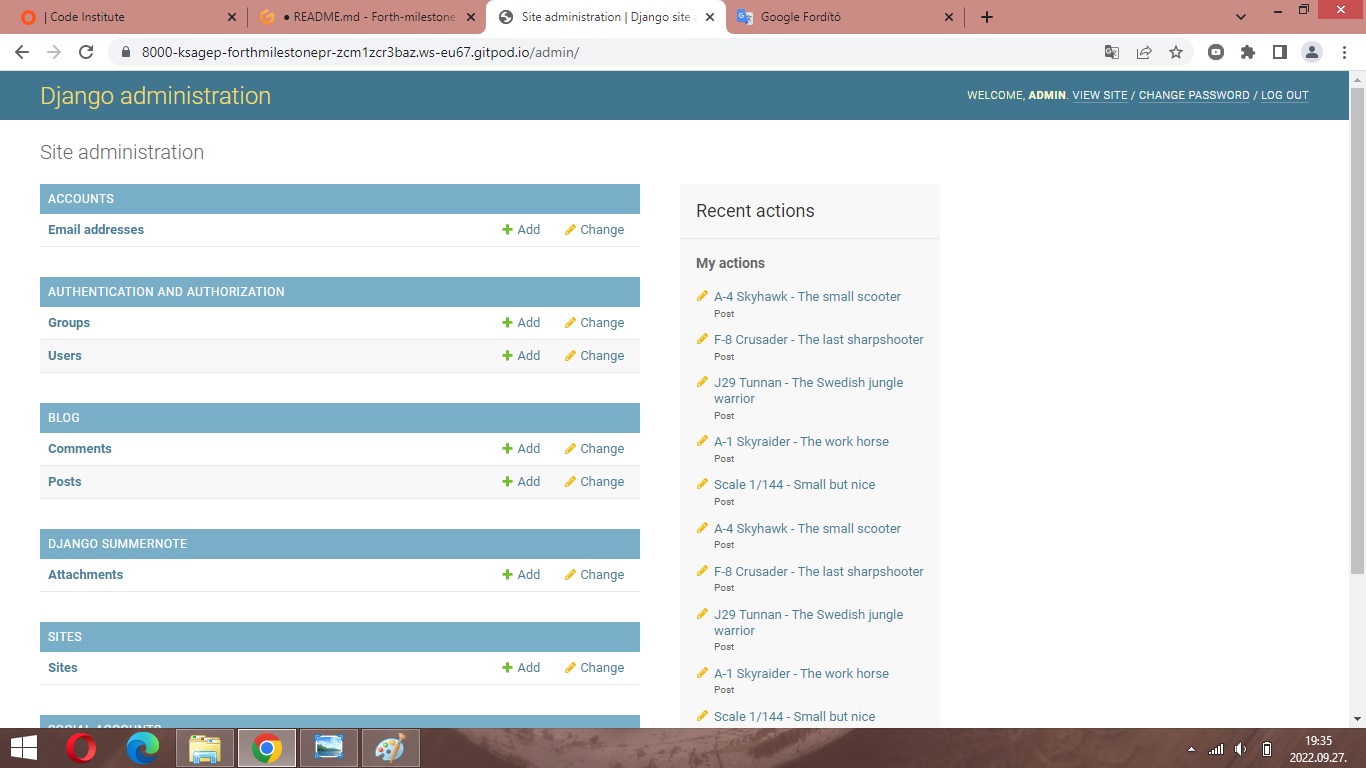 | Code Institute
● README.md - Forth-milestone
Site administration | Django site a
Google Fordító
8000-ksagep-forthmilestonepr-zcm1zcr3baz.ws-eu67.gitpod.io/admin/
Django administration
WELCOME, ADMIN. VIEW SITE / CHANGE PASSWORD / LOG OUT
Site administration
ACCOUNTS
Email addresses Add Change
AUTHENTICATION AND AUTHORIZATION
Groups Add Change
Users Add Change
BLOG
Comments Add Change
Posts Add Change
DJANGO SUMMERNOTE
Attachments Add Change
SITES
Sites Add Change
SOCIAL ACCOUNTS
Recent actions
My actions
A-4 Skyhawk - The small scooter
Post
F-8 Crusader - The last sharpshooter
Post
J29 Tunnan - The Swedish jungle
warrior
Post
A-1 Skyraider - The work horse
Post
Scale 1/144 - Small but nice
Post
A-4 Skyhawk - The small scooter
Post
F-8 Crusader - The last sharpshooter
Post
J29 Tunnan - The Swedish jungle
warrior
Post
A-1 Skyraider - The work horse
Post
Scale 1/144 - Small but nice
19:35
2022.09.27.